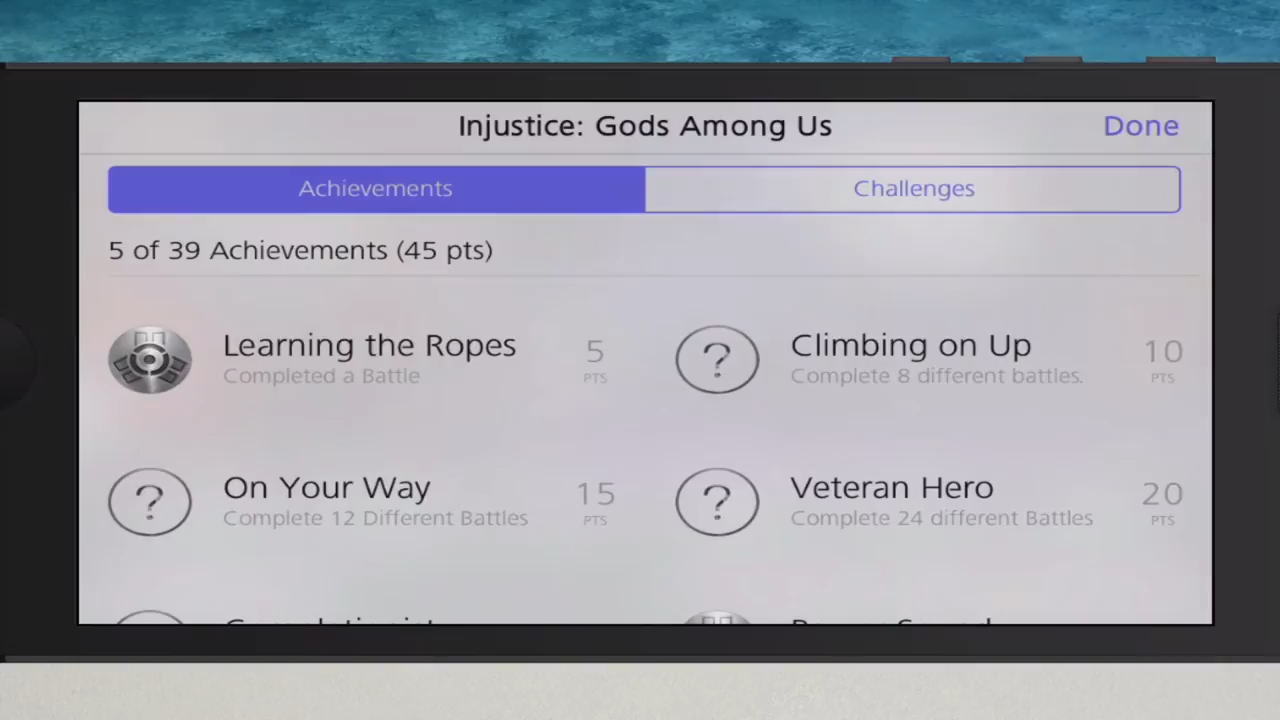 Injustice: Gods Among Us
Done
Achievements
Challenges
5 of 39 Achievements (45 pts)
Learning the Ropes
Completed a Battle
5
PTS
?
Climbing on Up
Complete 8 different battles.
10
PTS
?
On Your Way
Complete 12 Different Battles
15
PTS
?
Veteran Hero
Complete 24 different Battles
20
PTS